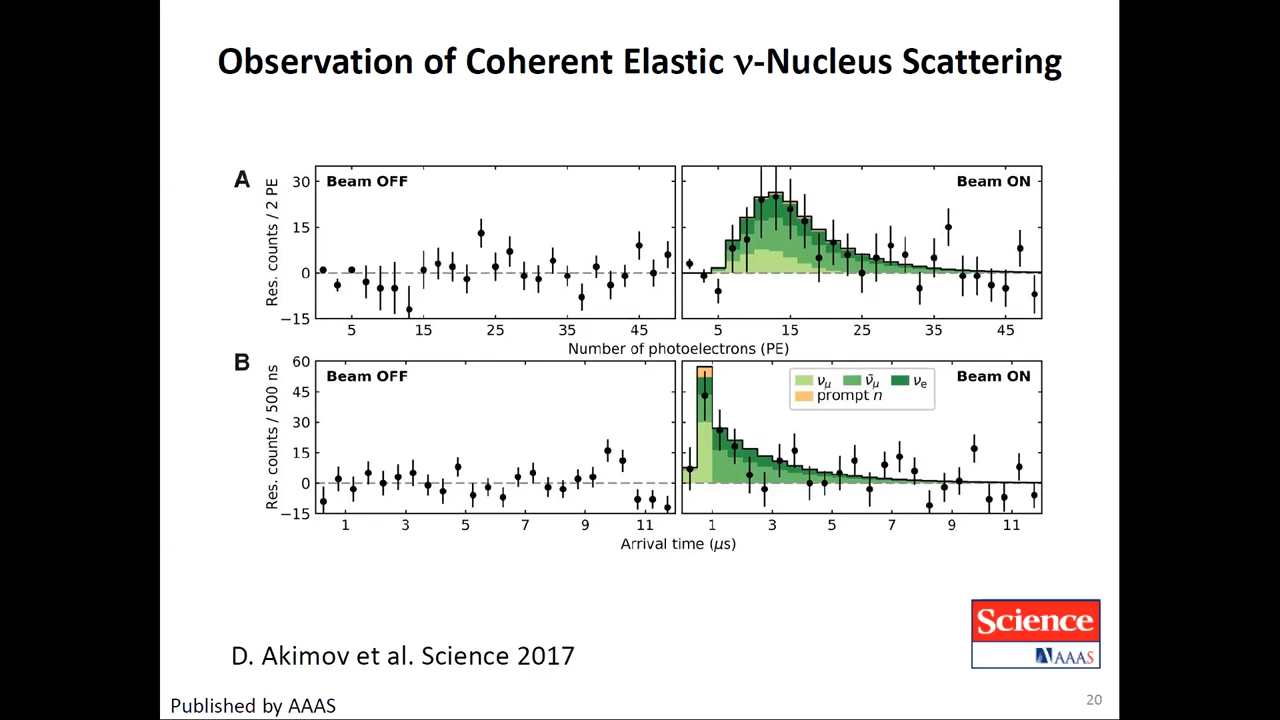 Observation of Coherent Elastic ν-Nucleus Scattering
A
Res. counts / 2 PE
30
15
0
−15
Beam OFF
Beam ON
5 15 25 35 45 5 15 25 35 45
Number of photoelectrons (PE)
B
Res. counts / 500 ns
60
45
30
15
0
−15
Beam OFF
νμ ν̄μ νe
prompt n
Beam ON
1 3 5 7 9 11 1 3 5 7 9 11
Arrival time (μs)
D. Akimov et al. Science 2017
Science
AAAS
Published by AAAS
20